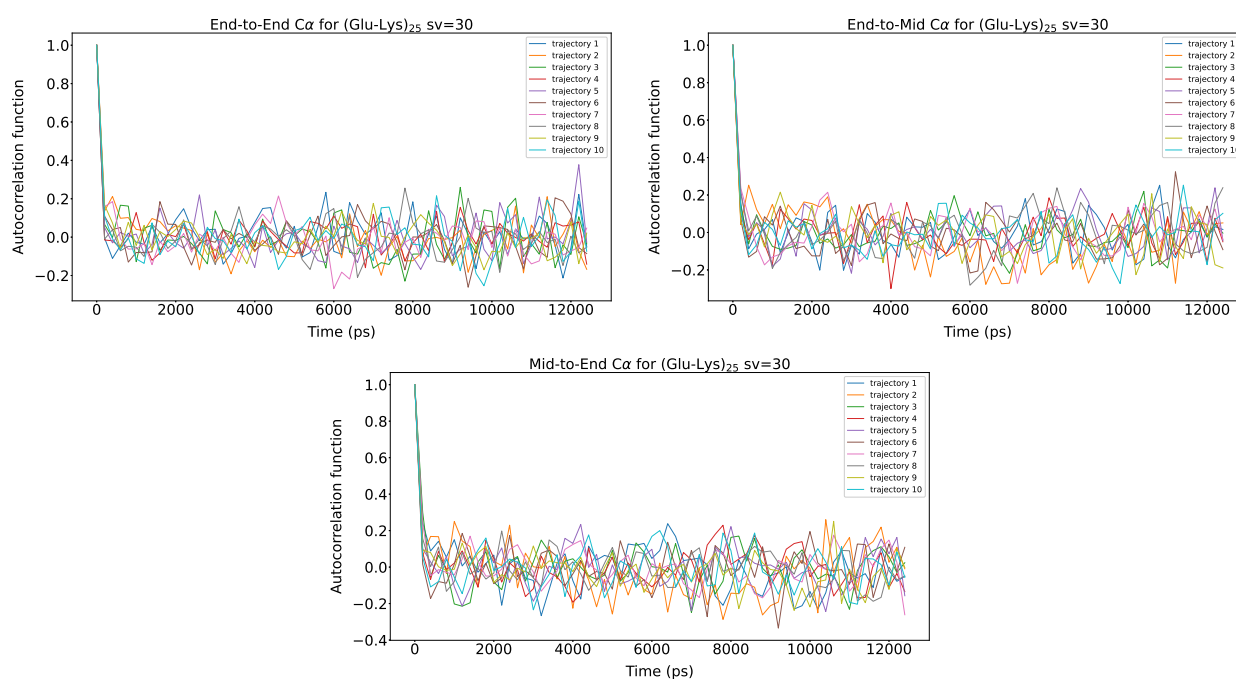 End-to-End Cα for (Glu-Lys)₂₅ sv=30
Autocorrelation function
1.0
0.8
0.6
0.4
0.2
0.0
−0.2
0 2000 4000 6000 8000 10000 12000
Time (ps)
trajectory 1
trajectory 2
trajectory 3
trajectory 4
trajectory 5
trajectory 6
trajectory 7
trajectory 8
trajectory 9
trajectory 10
End-to-Mid Cα for (Glu-Lys)₂₅ sv=30
Autocorrelation function
1.0
0.8
0.6
0.4
0.2
0.0
−0.2
0 2000 4000 6000 8000 10000 12000
Time (ps)
trajectory 1
trajectory 2
trajectory 3
trajectory 4
trajectory 5
trajectory 6
trajectory 7
trajectory 8
trajectory 9
trajectory 10
Mid-to-End Cα for (Glu-Lys)₂₅ sv=30
Autocorrelation function
1.0
0.8
0.6
0.4
0.2
0.0
−0.2
−0.4
0 2000 4000 6000 8000 10000 12000
Time (ps)
trajectory 1
trajectory 2
trajectory 3
trajectory 4
trajectory 5
trajectory 6
trajectory 7
trajectory 8
trajectory 9
trajectory 10